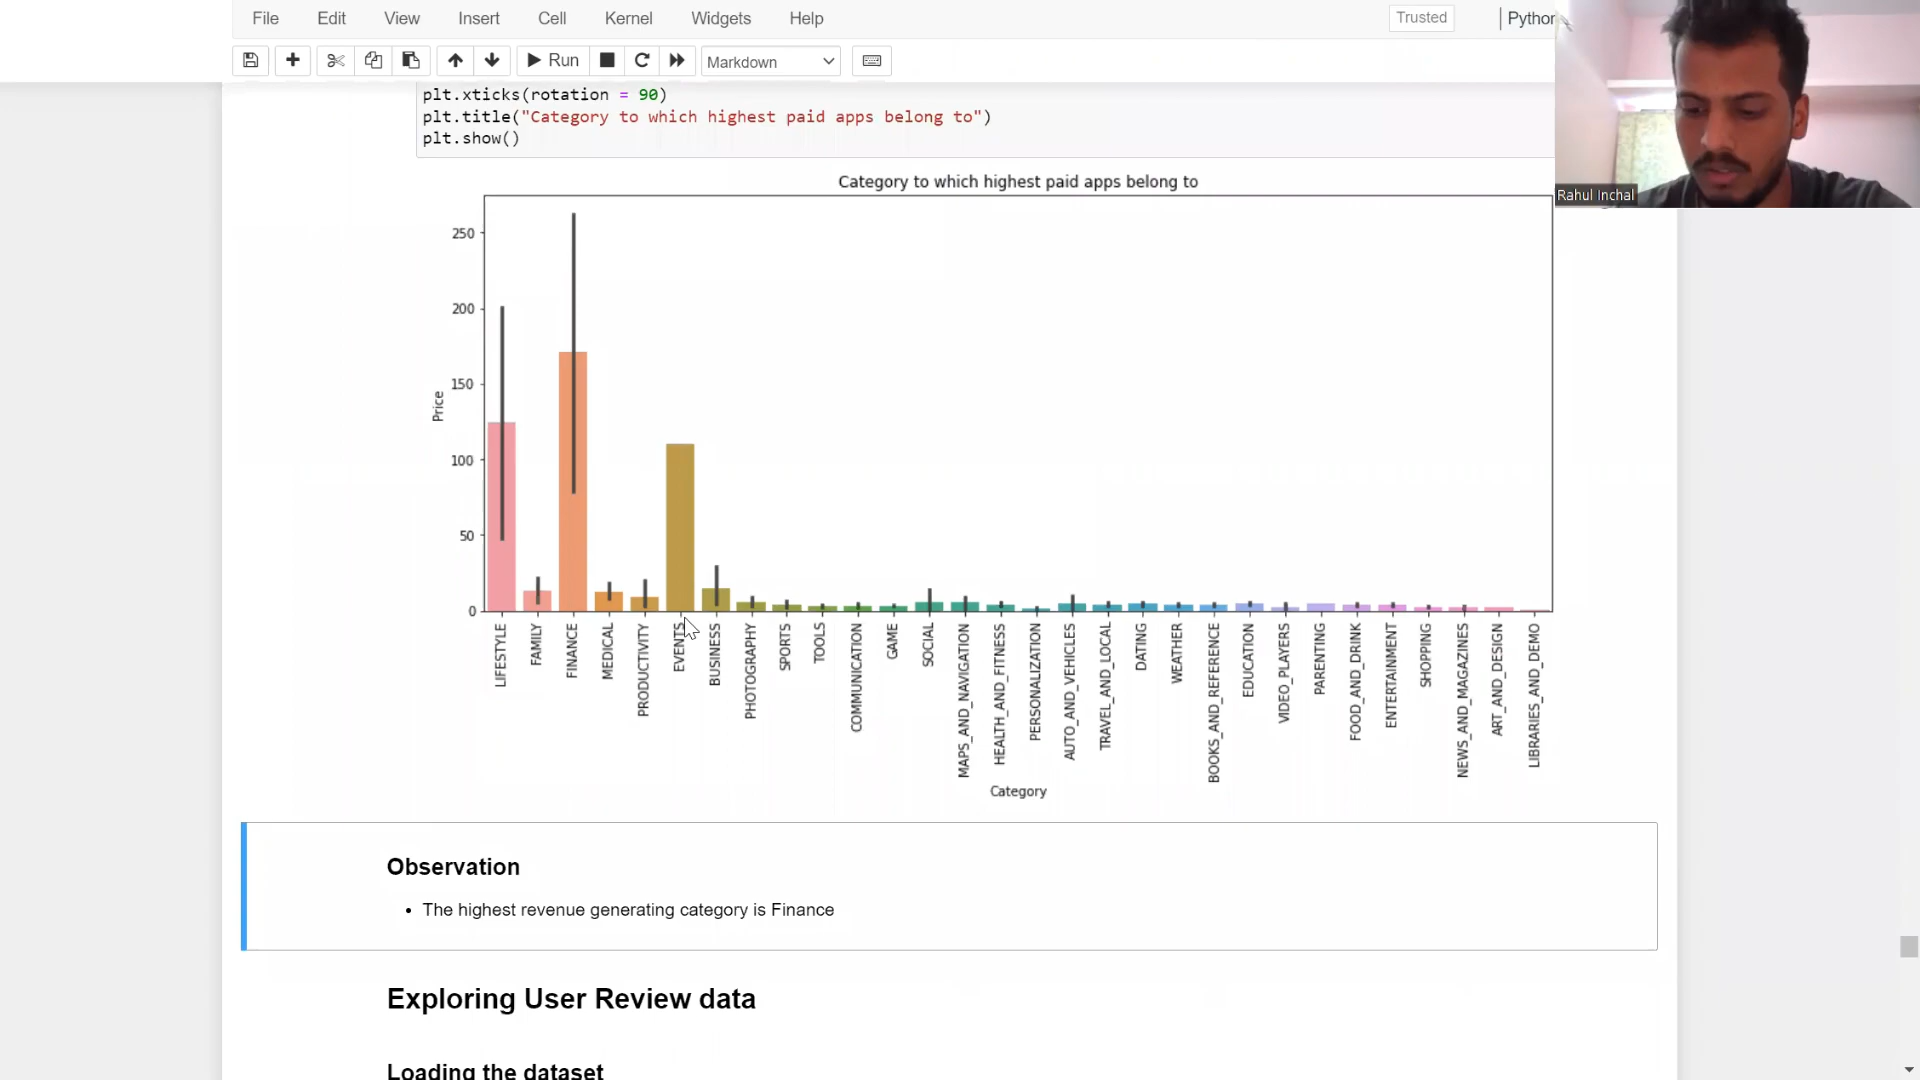 File Edit View Insert Cell Kernel Widgets Help Trusted Python
Run Markdown
plt.xticks(rotation = 90)
plt.title("Category to which highest paid apps belong to")
plt.show()
Rahul Inchal
Category to which highest paid apps belong to
250
200
150
100
50
0
Price
LIFESTYLE
FAMILY
FINANCE
MEDICAL
PRODUCTIVITY
EVENTS
BUSINESS
PHOTOGRAPHY
SPORTS
TOOLS
COMMUNICATION
GAME
SOCIAL
MAPS_AND_NAVIGATION
HEALTH_AND_FITNESS
PERSONALIZATION
AUTO_AND_VEHICLES
TRAVEL_AND_LOCAL
DATING
WEATHER
BOOKS_AND_REFERENCE
EDUCATION
VIDEO_PLAYERS
PARENTING
FOOD_AND_DRINK
ENTERTAINMENT
SHOPPING
NEWS_AND_MAGAZINES
ART_AND_DESIGN
LIBRARIES_AND_DEMO
Category
Observation
• The highest revenue generating category is Finance
Exploring User Review data
Loading the dataset